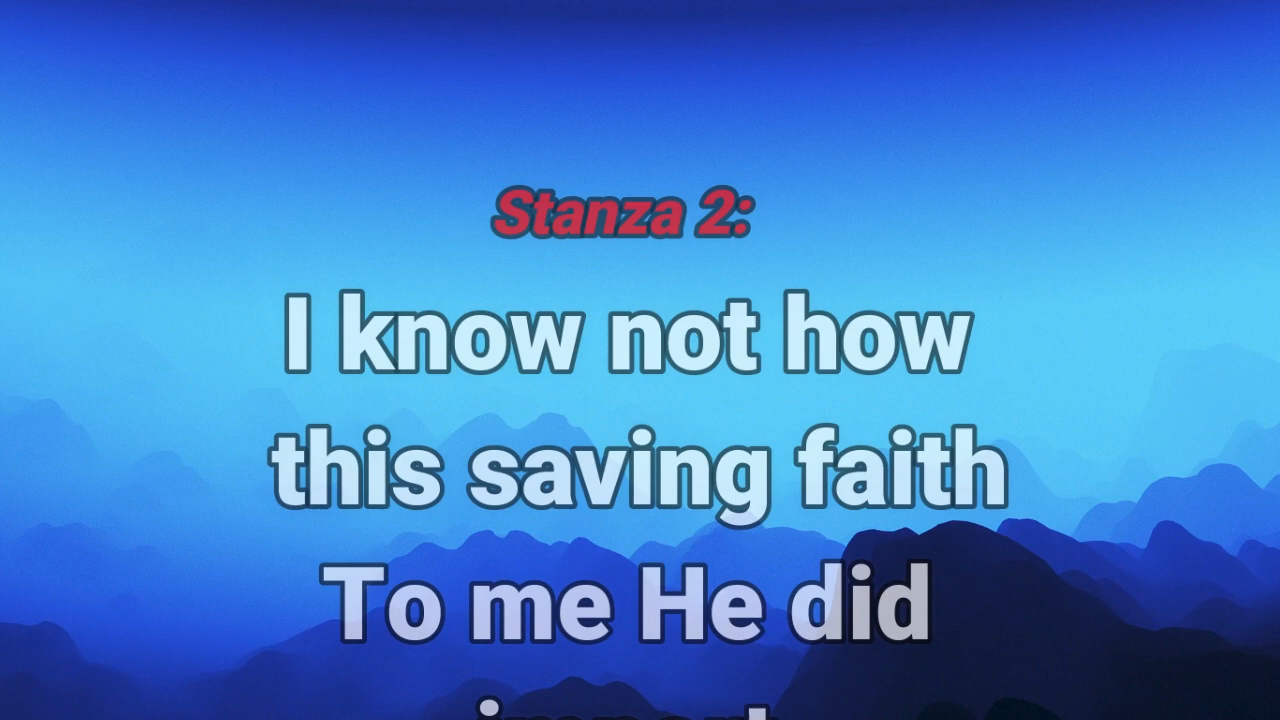 Stanza 2:
I know not how
this saving faith
To me He did